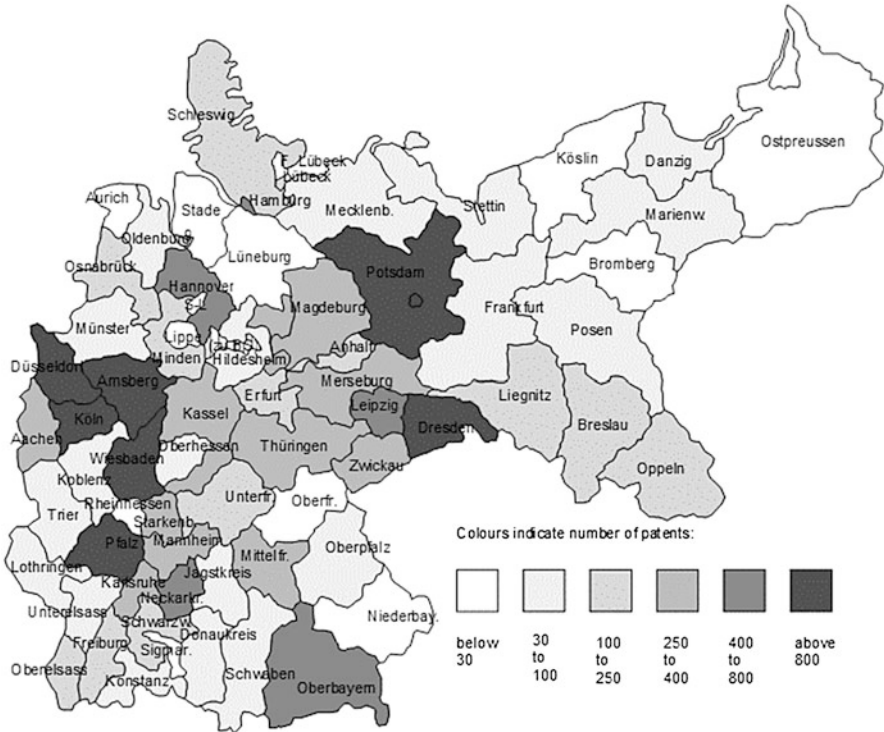 Schleswig
Ostpreussen
F. Lübeck
Lübeck
Köslin
Danzig
Aurich
Stade
Hamburg
Mecklenb.
Stettin
Marienw.
Oldenburg
Osnabrück
Lüneburg
Bromberg
Hannover
Potsdam
S-L
Magdeburg
Frankfurt
Münster
Posen
Lippe
Minden
Hildesheim
Anhalt
Düsseldorf
Arnsberg
Merseburg
Erfurt
Leipzig
Liegnitz
Köln
Kassel
Dresden
Breslau
Aachen
Oberhessen
Thüringen
Wiesbaden
Zwickau
Oppeln
Koblenz
Rheinhessen
Unterfr.
Oberfr.
Trier
Starkenb.
Pfalz
Mannheim
Mittelfr.
Oberpfalz
Lothringen
Jagstkreis
Karlsruhe
Neckarkr.
Unterelsass
Schwarzw.
Niederbay.
Freiburg
Donaukreis
Sigmar.
Oberelsass
Konstanz
Schwaben
Oberbayern
Colours indicate number of patents:
below 30
30 to 100
100 to 250
250 to 400
400 to 800
above 800